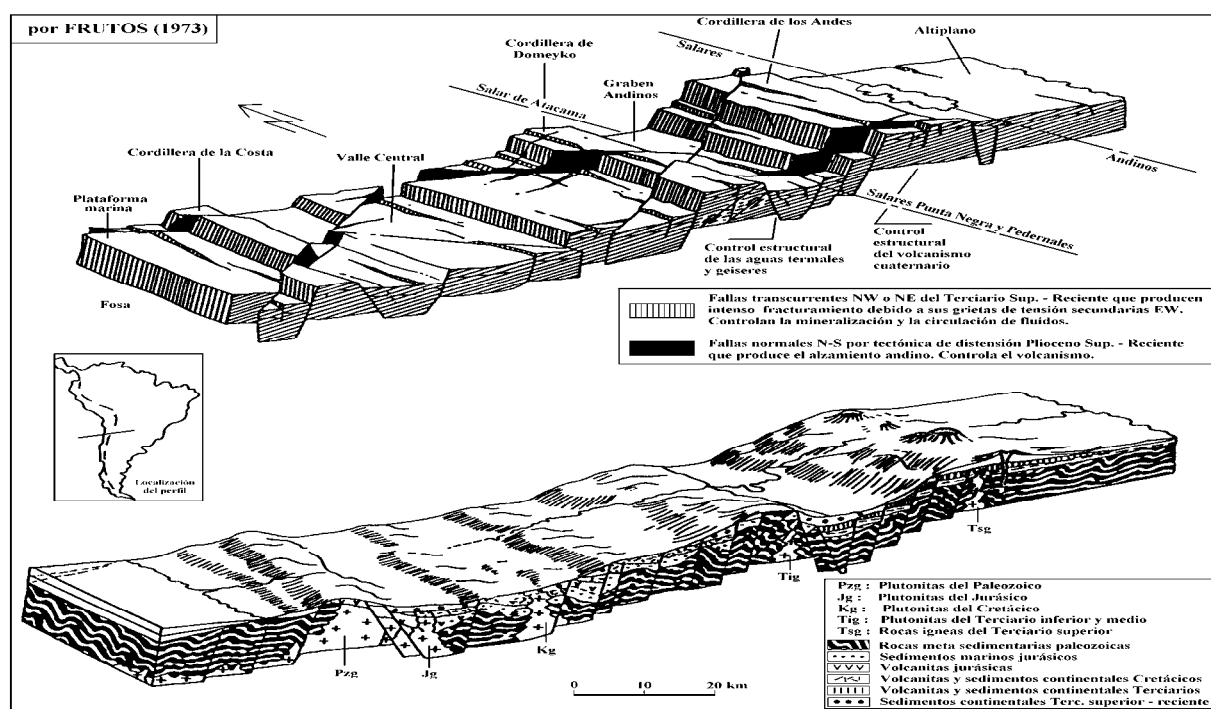 por FRUTOS (1973)
Cordillera de los Andes
Altiplano
Cordillera de
Domeyko
Salares
Graben
Andinos
Salar de Atacama
Cordillera de la Costa
Valle Central
Andinos
Plataforma
marina
Salares Punta Negra y Pedernales
Control estructural
de las aguas termales
y geiseres
Control
estructural
del volcanismo
cuaternario
Fosa
Fallas transcurrentes NW o NE del Terciario Sup. - Reciente que producen
intenso fracturamiento debido a sus grietas de tensión secundarias EW.
Controlan la mineralización y la circulación de fluídos.
Fallas normales N-S por tectónica de distensión Plioceno Sup. - Reciente
que produce el alzamiento andino. Controla el volcanismo.
Localización
del perfil
Tsg
Tig
Kg
Pzg
Jg
0 10 20 km
Pzg : Plutonitas del Paleozoico
Jg : Plutonitas del Jurásico
Kg : Plutonitas del Cretácico
Tig : Plutonitas del Terciario inferior y medio
Tsg : Rocas igneas del Terciario superior
Rocas meta sedimentarias paleozoicas
Sedimentos marinos jurásicos
Volcanitas jurásicas
Volcanitas y sedimentos continentales Cretácicos
Volcanitas y sedimentos continentales Terciarios
Sedimentos continentales Terc. superior - reciente